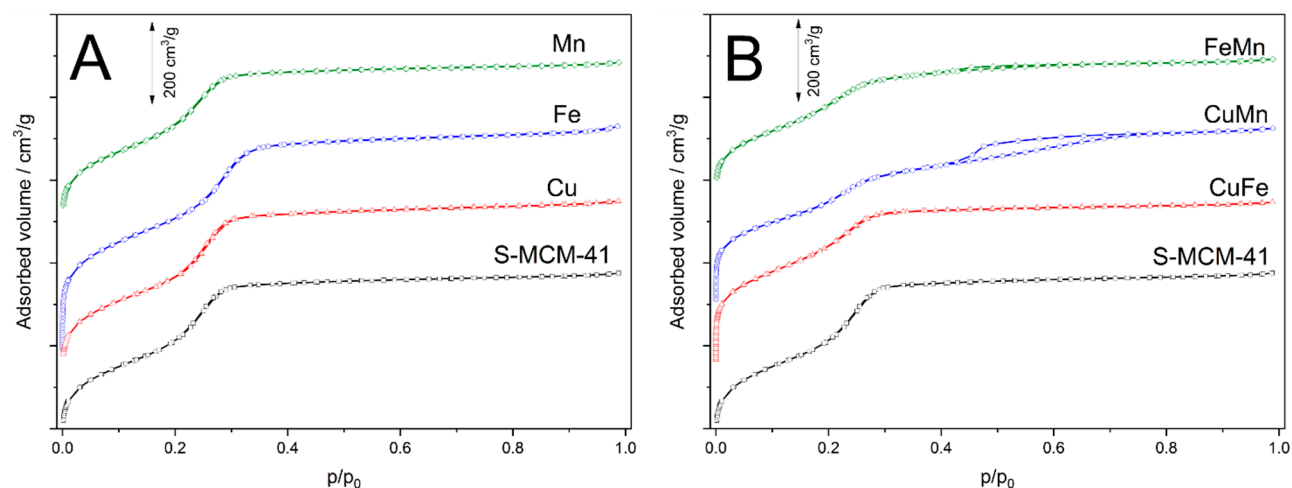 A
200 cm³/g
Mn
Fe
Cu
S-MCM-41
Adsorbed volume / cm³/g
0.0 0.2 0.4 0.6 0.8 1.0
p/p₀
B
200 cm³/g
FeMn
CuMn
CuFe
S-MCM-41
Adsorbed volume / cm³/g
0.0 0.2 0.4 0.6 0.8 1.0
p/p₀